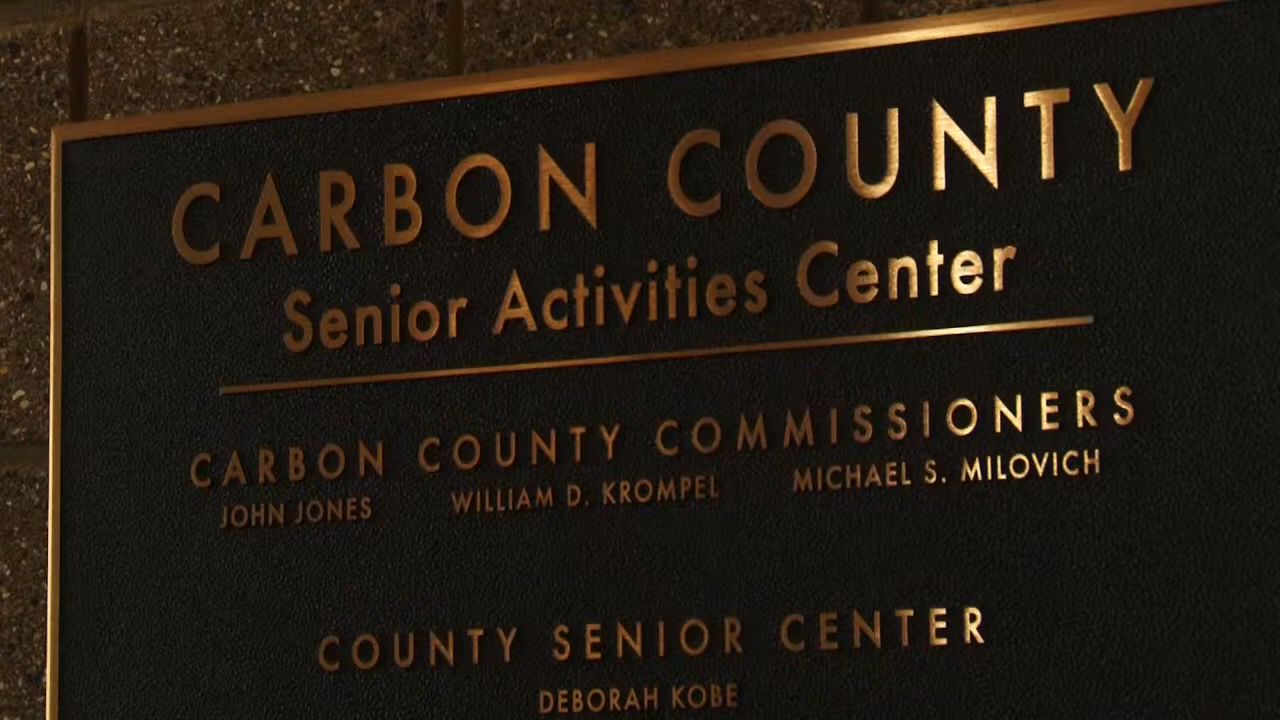 CARBON COUNTY
Senior Activities Center
CARBON COUNTY COMMISSIONERS
JOHN JONES WILLIAM D. KROMPEL MICHAEL S. MILOVICH
COUNTY SENIOR CENTER
DEBORAH KOBE